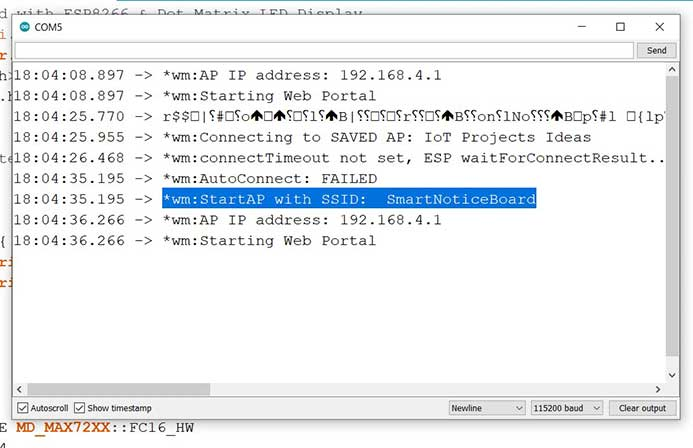 d with ESP8266 & Dot Matrix LED Display
COM5
Send
18:04:08.897 -> *wm:AP IP address: 192.168.4.1
18:04:08.897 -> *wm:Starting Web Portal
18:04:25.770 ->
18:04:25.955 -> *wm:Connecting to SAVED AP: IoT Projects Ideas
18:04:26.468 -> *wm:connectTimeout not set, ESP waitForConnectResult..
18:04:35.195 -> *wm:AutoConnect: FAILED
18:04:35.195 -> *wm:StartAP with SSID:  SmartNoticeBoard
18:04:36.266 -> *wm:AP IP address: 192.168.4.1
18:04:36.266 -> *wm:Starting Web Portal
Autoscroll Show timestamp Newline 115200 baud Clear output
E MD_MAX72XX::FC16_HW